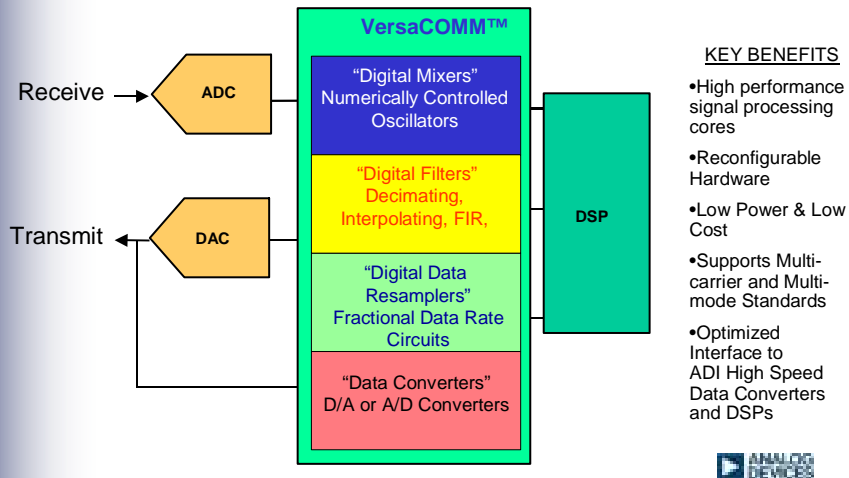 VersaCOMM™
Receive
ADC
“Digital Mixers”
Numerically Controlled
Oscillators
“Digital Filters”
Decimating,
Interpolating, FIR,
Transmit
DAC
DSP
“Digital Data
Resamplers”
Fractional Data Rate
Circuits
“Data Converters”
D/A or A/D Converters
KEY BENEFITS
•High performance
signal processing
cores
•Reconfigurable
Hardware
•Low Power & Low
Cost
•Supports Multi-
carrier and Multi-
mode Standards
•Optimized
Interface to
ADI High Speed
Data Converters
and DSPs
ANALOG
DEVICES